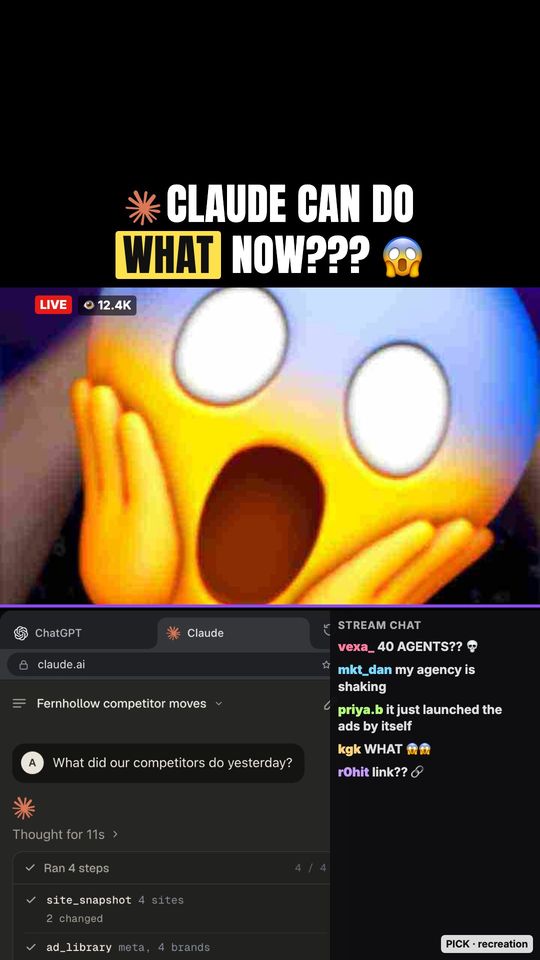 CLAUDE CAN DO
WHAT NOW??? 😱
LIVE 👁 12.4K
ChatGPT
Claude
claude.ai
Fernhollow competitor moves
A What did our competitors do yesterday?
Thought for 11s
Ran 4 steps 4 / 4
site_snapshot 4 sites
2 changed
ad_library meta, 4 brands
STREAM CHAT
vexa_ 40 AGENTS?? 💀
mkt_dan my agency is
shaking
priya.b it just launched the
ads by itself
kgk WHAT 😱😱
r0hit link?? 🔗
PICK · recreation